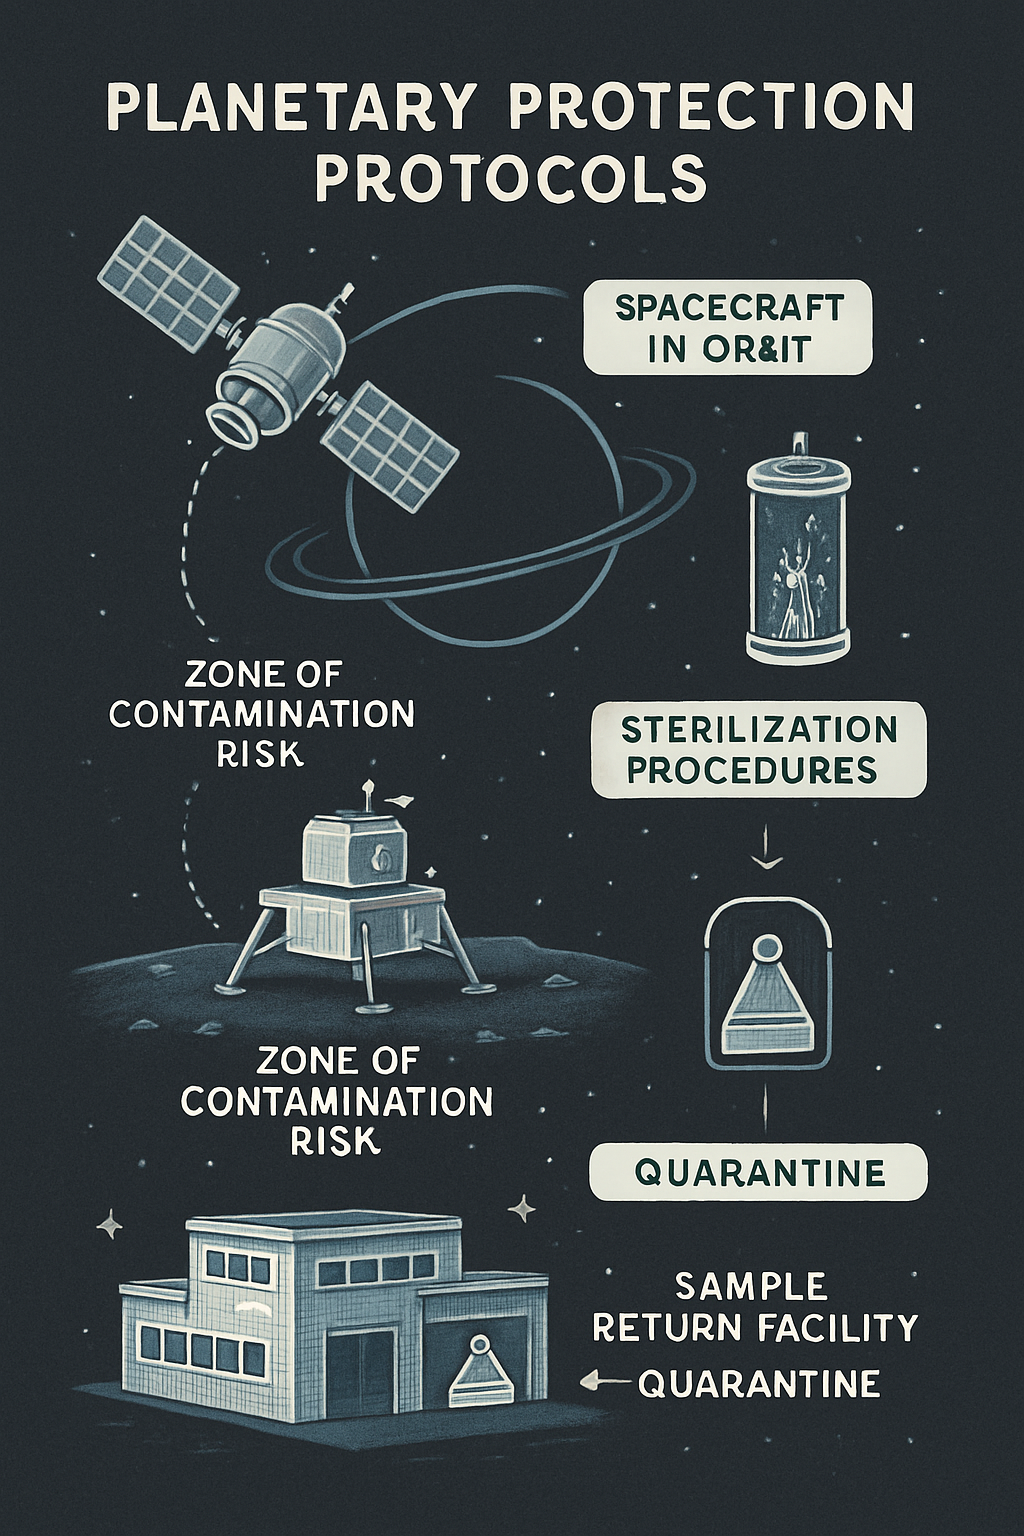 PLANETARY PROTECTION
PROTOCOLS
SPACECRAFT
IN OR&IT
ZONE OF
CONTAMINATION
RISK
STERILIZATION
PROCEDURES
ZONE OF
CONTAMINATION
RISK
QUARANTINE
SAMPLE
RETURN FACILITY
QUARANTINE